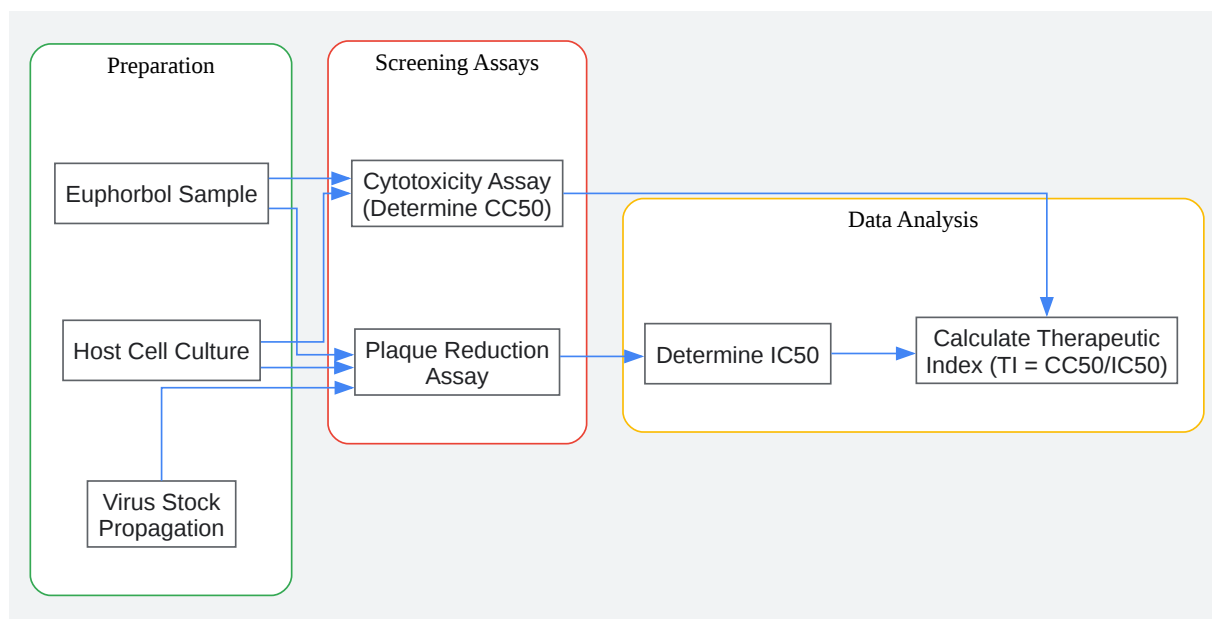 Preparation
Euphorbol Sample
Host Cell Culture
Virus Stock
Propagation
Screening Assays
Cytotoxicity Assay
(Determine CC50)
Plaque Reduction
Assay
Data Analysis
Determine IC50
Calculate Therapeutic
Index (TI = CC50/IC50)